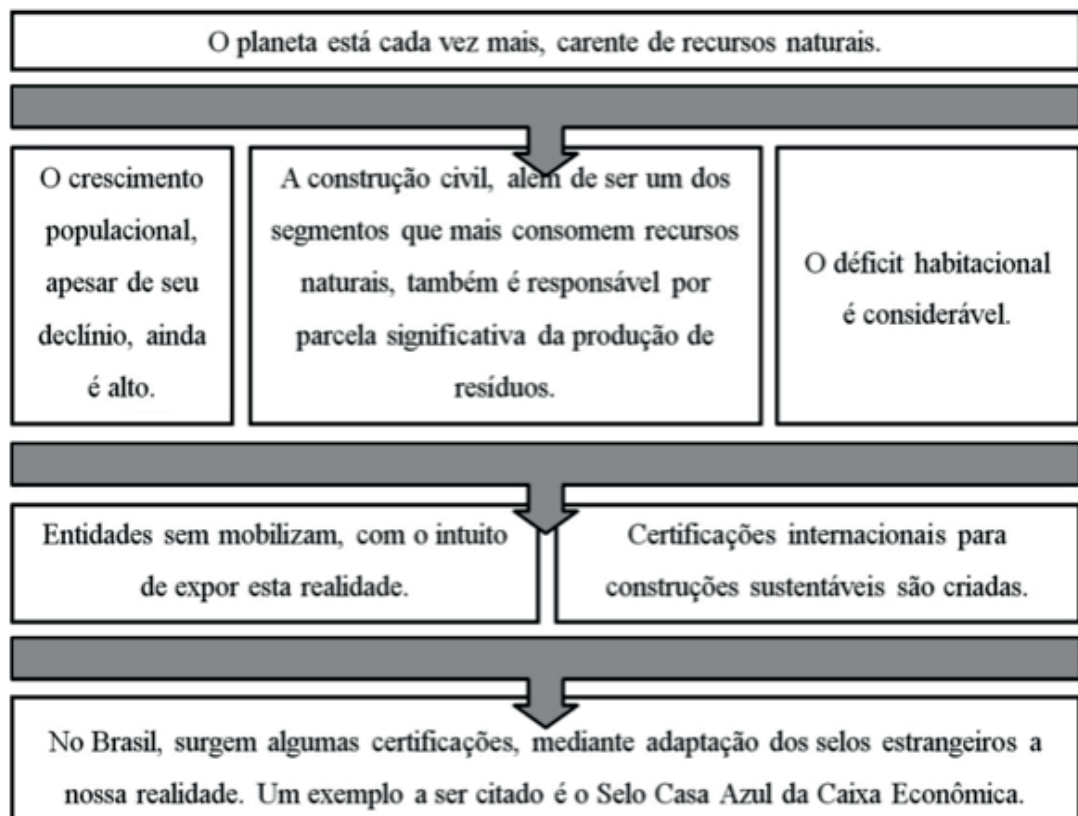 O planeta está cada vez mais, carente de recursos naturais.
O crescimento
populacional,
apesar de seu
declínio, ainda
é alto.
A construção civil, além de ser um dos
segmentos que mais consomem recursos
naturais, também é responsável por
parcela significativa da produção de
resíduos.
O déficit habitacional
é considerável.
Entidades sem mobilizam, com o intuito
de expor esta realidade.
Certificações internacionais para
construções sustentáveis são criadas.
No Brasil, surgem algumas certificações, mediante adaptação dos selos estrangeiros a
nossa realidade. Um exemplo a ser citado é o Selo Casa Azul da Caixa Econômica.